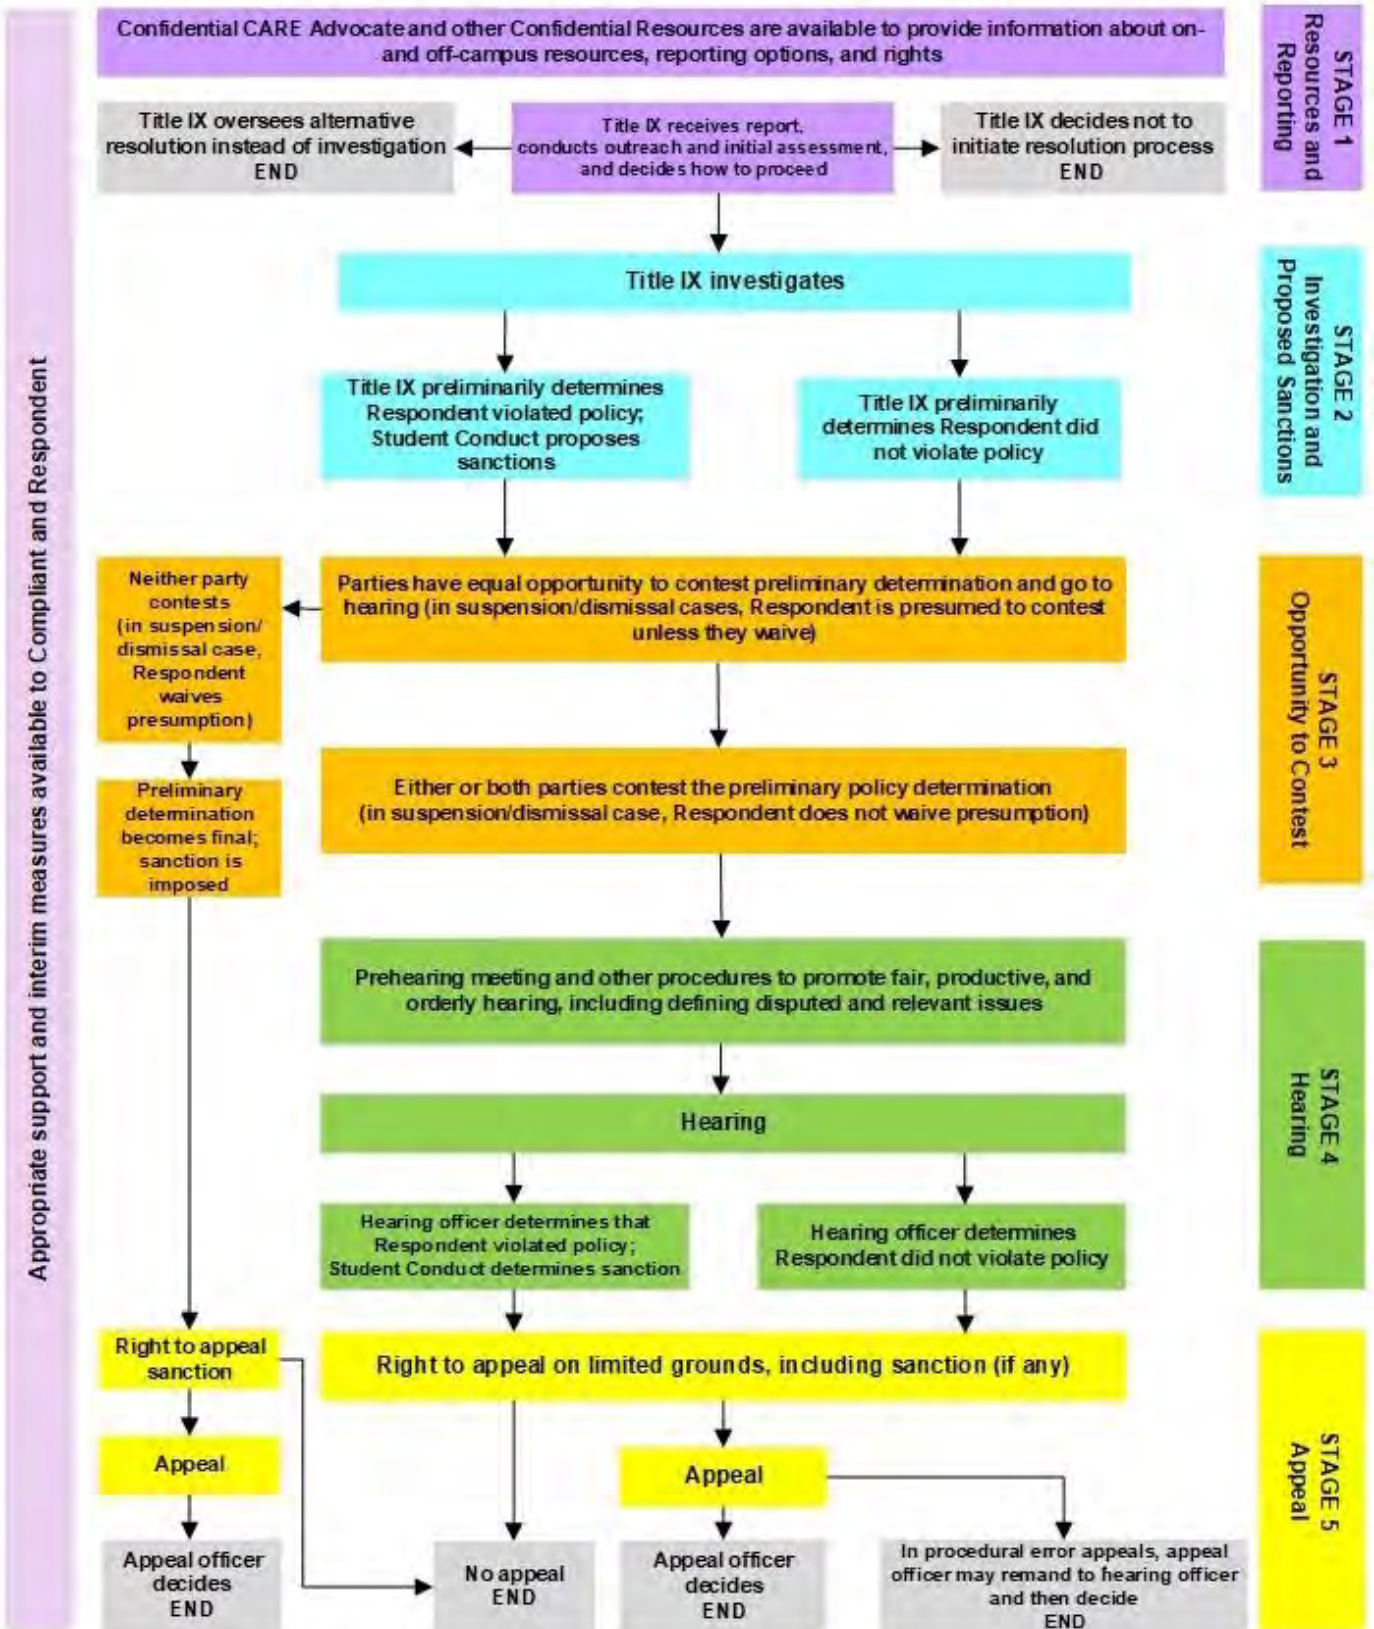 Confidential CARE Advocate and other Confidential Resources are available to provide information about on-
and off-campus resources, reporting options, and rights
STAGE 1
Resources and
Reporting
Title IX oversees alternative
resolution instead of investigation
END
Title IX receives report,
conducts outreach and initial assessment,
and decides how to proceed
Title IX decides not to
initiate resolution process
END
Title IX investigates
STAGE 2
Investigation and
Proposed Sanctions
Title IX preliminarily determines
Respondent violated policy;
Student Conduct proposes
sanctions
Title IX preliminarily
determines Respondent did
not violate policy
Appropriate support and interim measures available to Compliant and Respondent
Neither party
contests
(in suspension/
dismissal case,
Respondent
waives
presumption)
Parties have equal opportunity to contest preliminary determination and go to
hearing (in suspension/dismissal cases, Respondent is presumed to contest
unless they waive)
STAGE 3
Opportunity to Contest
Preliminary
determination
becomes final;
sanction is
imposed
Either or both parties contest the preliminary policy determination
(in suspension/dismissal case, Respondent does not waive presumption)
Prehearing meeting and other procedures to promote fair, productive, and
orderly hearing, including defining disputed and relevant issues
STAGE 4
Hearing
Hearing
Hearing officer determines that
Respondent violated policy;
Student Conduct determines sanction
Hearing officer determines
Respondent did not violate policy
Right to appeal
sanction
Right to appeal on limited grounds, including sanction (if any)
STAGE 5
Appeal
Appeal
Appeal
Appeal officer
decides
END
No appeal
END
Appeal officer
decides
END
In procedural error appeals, appeal
officer may remand to hearing officer
and then decide
END